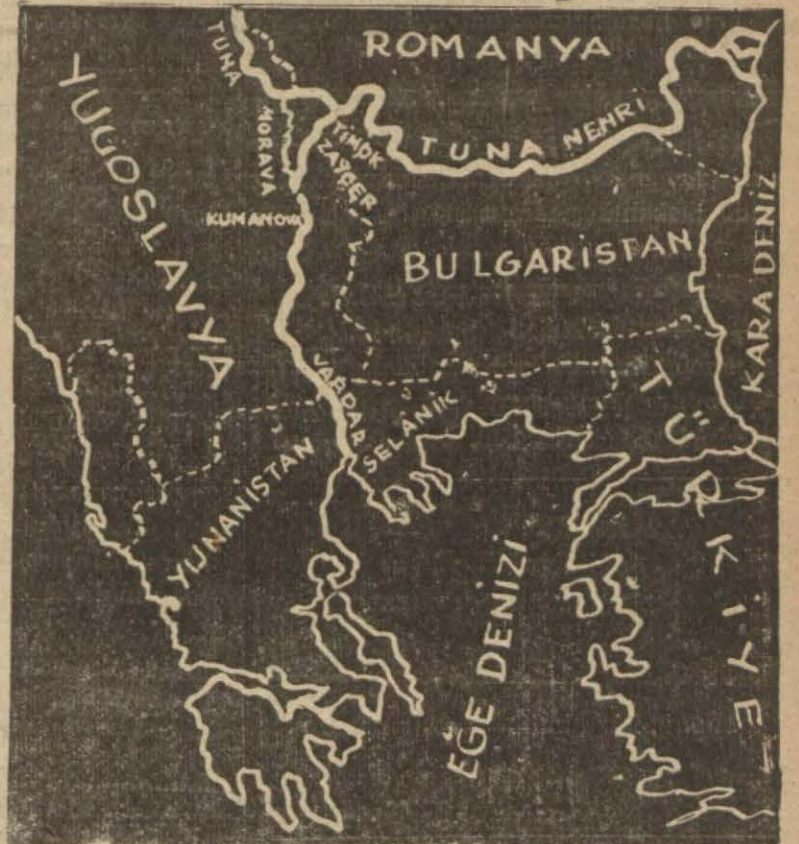 ROMANYA
TUNA
YUGOSLAVYA
MORAVA
TİMOK
ZAYÇER
TUNA NEHRİ
KUMANOVA
BULGARİSTAN
KARA DENİZ
VARDAR
SELÂNİK
YUNANİSTAN
TÜRKİYE
EGE DENİZİ